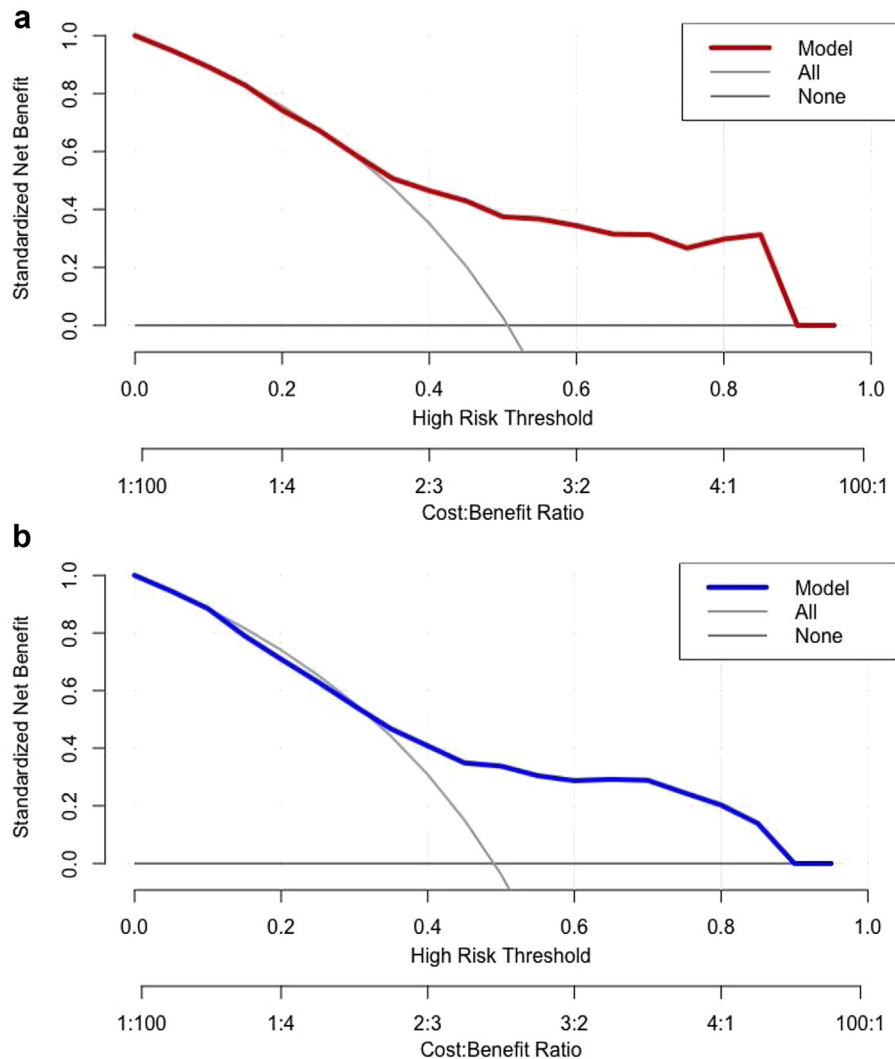 a
Standardized Net Benefit
1.0
0.8
0.6
0.4
0.2
0.0
Model
All
None
0.0 0.2 0.4 0.6 0.8 1.0
High Risk Threshold
1:100 1:4 2:3 3:2 4:1 100:1
Cost:Benefit Ratio
b
Standardized Net Benefit
1.0
0.8
0.6
0.4
0.2
0.0
Model
All
None
0.0 0.2 0.4 0.6 0.8 1.0
High Risk Threshold
1:100 1:4 2:3 3:2 4:1 100:1
Cost:Benefit Ratio